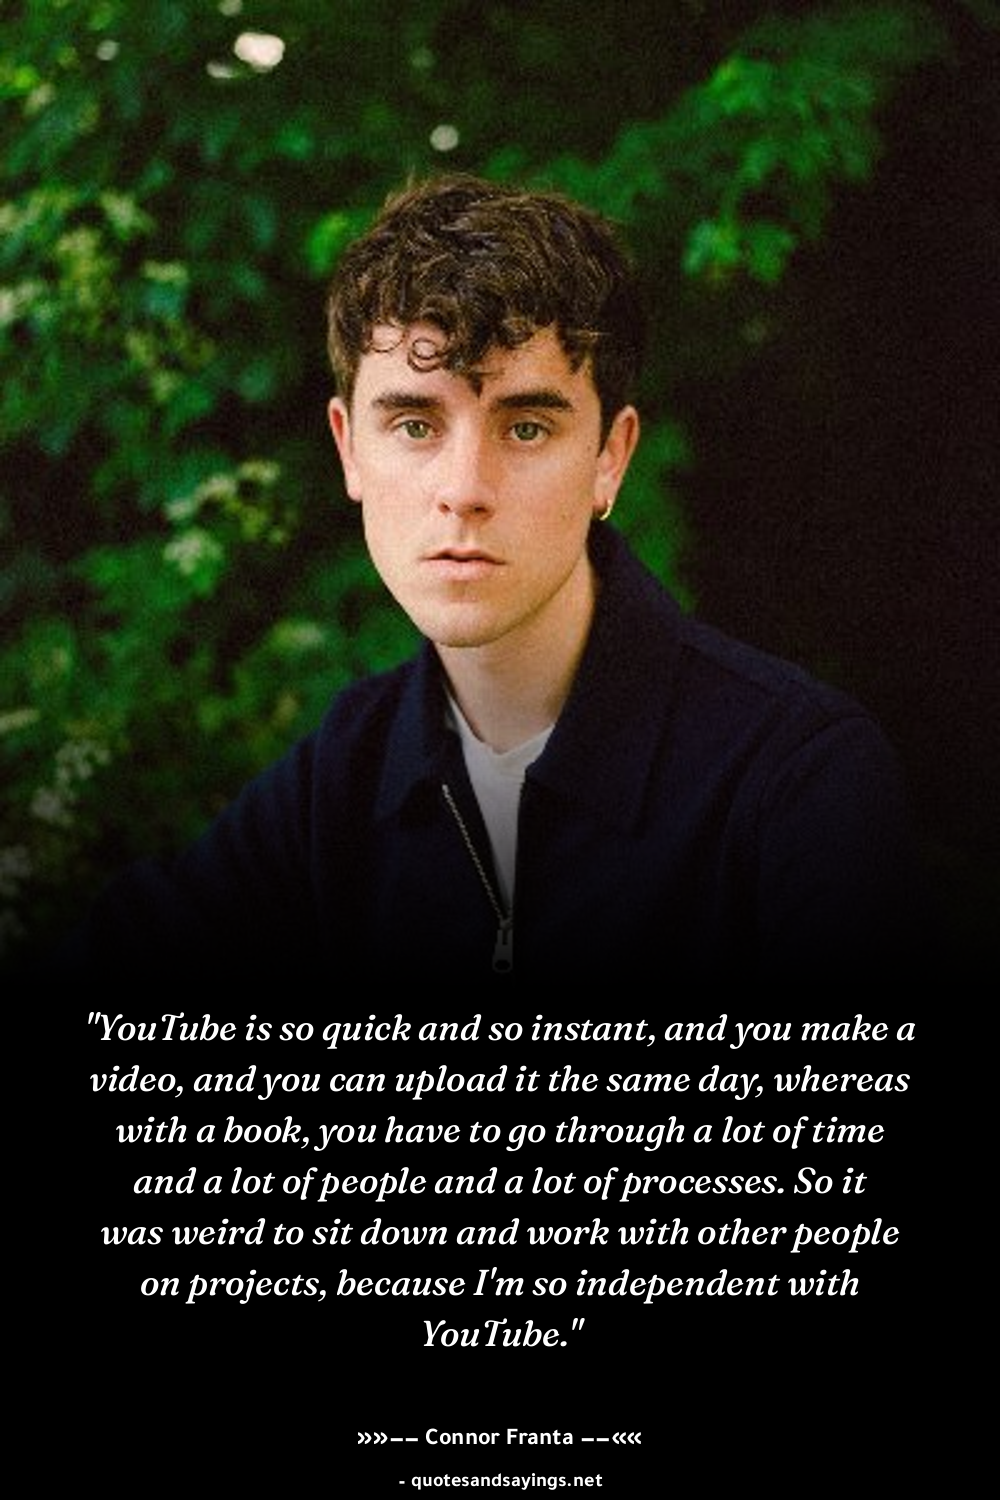 "YouTube is so quick and so instant, and you make a
video, and you can upload it the same day, whereas
with a book, you have to go through a lot of time
and a lot of people and a lot of processes. So it
was weird to sit down and work with other people
on projects, because I'm so independent with
YouTube."
»»–– Connor Franta ––««
- quotesandsayings.net